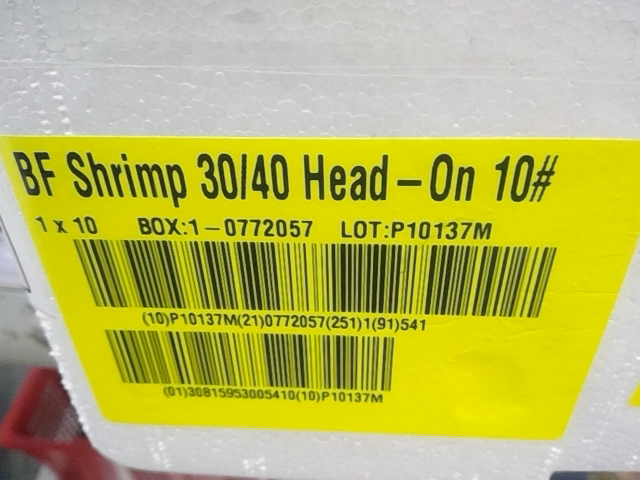 BF Shrimp 30/40 Head-On 10#
1 x 10 BOX:1-0772057 LOT:P10137M
(10)P10137M(21)0772057(251)1(91)541
(01)30815953005410(10)P10137M